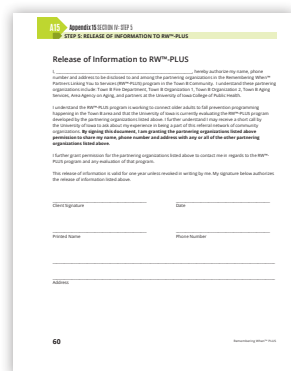 A15 Appendix 15 SECTION IV- STEP 5
STEP 5: RELEASE OF INFORMATION TO RW™-PLUS
Release of Information to RW™-PLUS
I, ______________________________, hereby authorize my name, phone
number and address to be disclosed to and among the partnering organizations in the Remembering When™
Partners Linking You to Services (RW™-PLUS) program in the Town B Community. I understand these partnering
organizations include: Town B Fire Department, Town B Organization 1, Town B Organization 2, Town B Aging
Services, Area Agency on Aging, and partners at the University of Iowa College of Public Health.
I understand the RW™-PLUS program is working to connect older adults to fall prevention programming
happening in the Town B area and that the University of Iowa is currently evaluating the RW™-PLUS program
developed by the partnering organizations listed above. I further understand I may receive a short call by
the University of Iowa to ask about my experience in being a part of this referral network of community
organizations. By signing this document, I am granting the partnering organizations listed above
permission to share my name, phone number and address with any or all of the other partnering
organizations listed above.
I further grant permission for the partnering organizations listed above to contact me in regards to the RW™-
PLUS program and any evaluation of that program.
This release of information is valid for one year unless revoked in writing by me. My signature below authorizes
the release of information listed above.
Client Signature Date
Printed Name Phone Number
Address
60 Remembering When™ PLUS